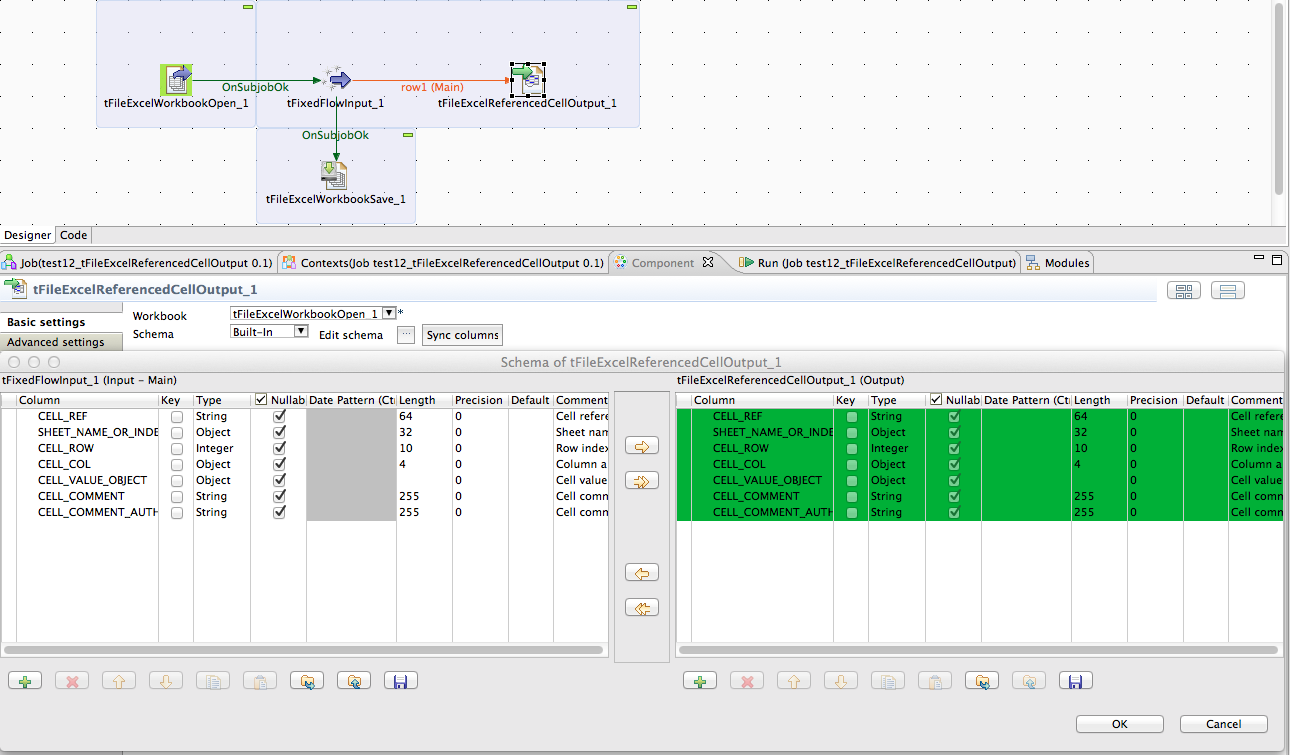 OnSubjobOk
row1 (Main)
tFileExcelWorkbookOpen_1
tFixedFlowInput_1
tFileExcelReferencedCellOutput_1
OnSubjobOk
tFileExcelWorkbookSave_1
Designer Code
Job(test12_tFileExcelReferencedCellOutput 0.1) Contexts(Job test12_tFileExcelReferencedCellOutput 0.1) Component Run (Job test12_tFileExcelReferencedCellOutput) Modules
tFileExcelReferencedCellOutput_1
Basic settings
Advanced settings
Workbook tFileExcelWorkbookOpen_1 *
Schema Built-In Edit schema ... Sync columns
Schema of tFileExcelReferencedCellOutput_1
tFixedFlowInput_1 (Input - Main)
Column Key Type Nullab Date Pattern (Ct Length Precision Default Comment
CELL_REF String 64 0 Cell refere
SHEET_NAME_OR_INDE Object 32 0 Sheet nam
CELL_ROW Integer 10 0 Row index
CELL_COL Object 4 0 Column a
CELL_VALUE_OBJECT Object 0 Cell value
CELL_COMMENT String 255 0 Cell comm
CELL_COMMENT_AUTH String 255 0 Cell comm
tFileExcelReferencedCellOutput_1 (Output)
Column Key Type Nullab Date Pattern (Ct Length Precision Default Comment
CELL_REF String 64 0 Cell refere
SHEET_NAME_OR_INDE Object 32 0 Sheet nam
CELL_ROW Integer 10 0 Row index
CELL_COL Object 4 0 Column a
CELL_VALUE_OBJECT Object 0 Cell value
CELL_COMMENT String 255 0 Cell comm
CELL_COMMENT_AUTH String 255 0 Cell comm
OK Cancel